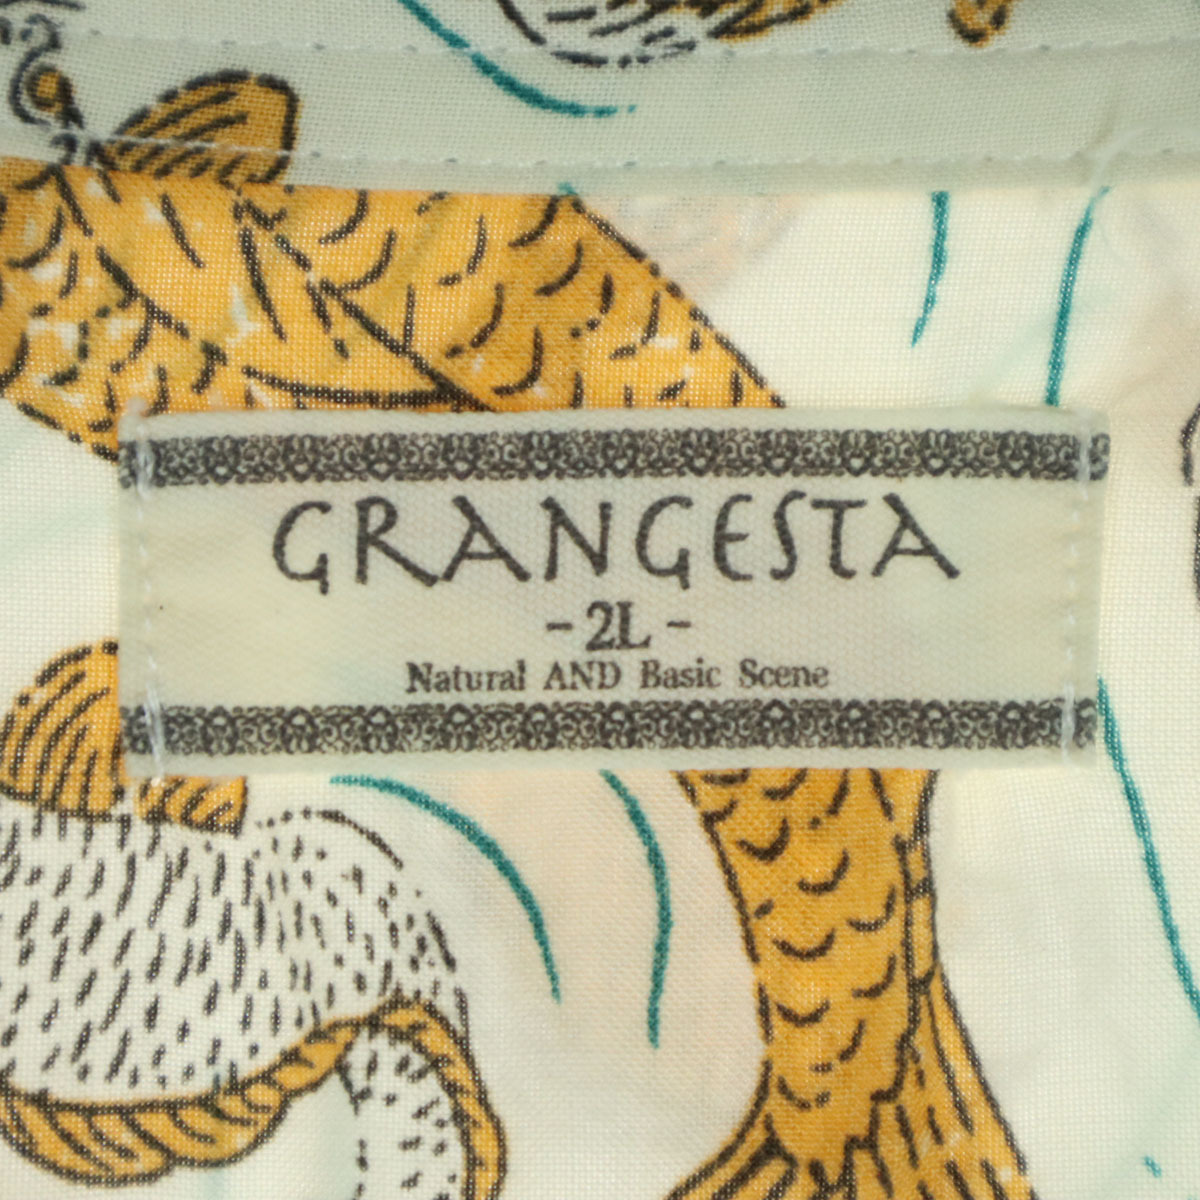 GRANGESTA
- 2L -
Natural AND Basic Scene